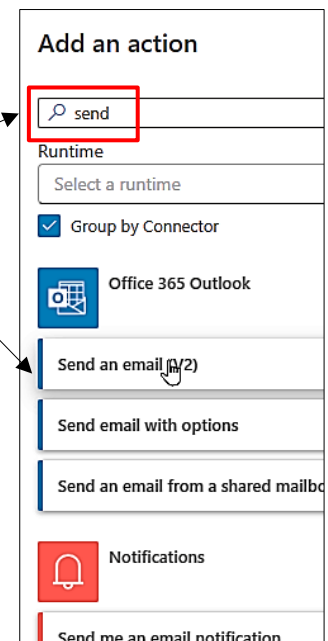 Add an action
send
Runtime
Select a runtime
Group by Connector
Office 365 Outlook
Send an email (V2)
Send email with options
Send an email from a shared mailbo
Notifications
Send me an email notification